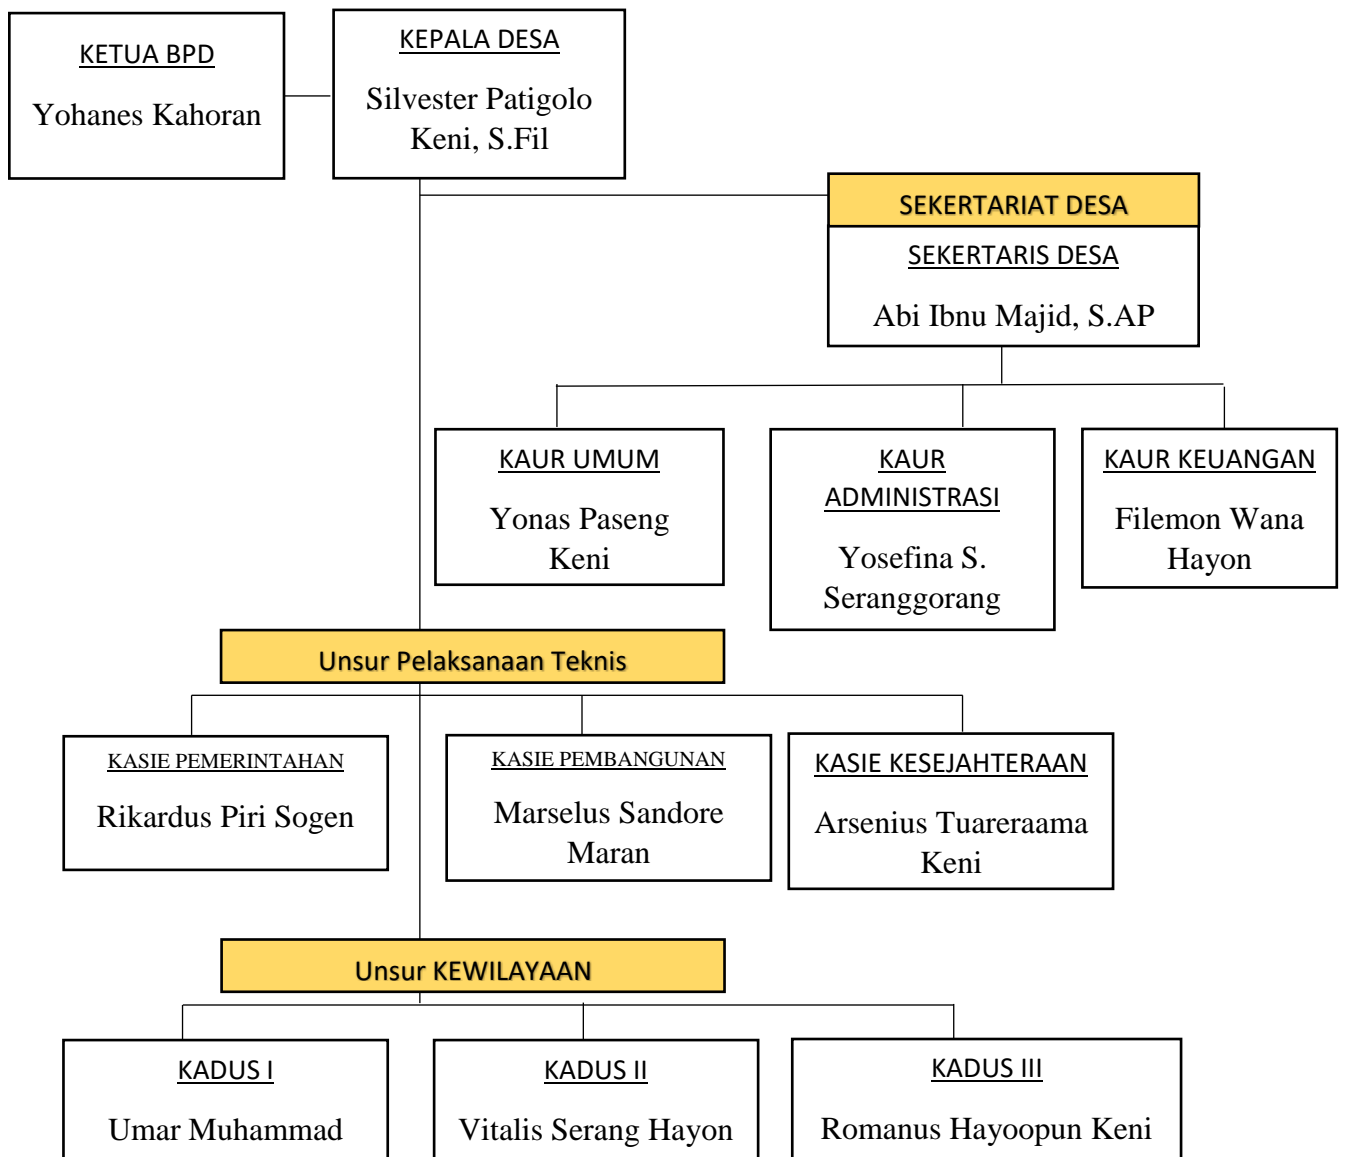 KETUA BPD
Yohanes Kahoran
KEPALA DESA
Silvester Patigolo
Keni, S.Fil
SEKERTARIAT DESA
SEKERTARIS DESA
Abi Ibnu Majid, S.AP
KAUR UMUM
Yonas Paseng
Keni
KAUR
ADMINISTRASI
Yosefina S.
Seranggorang
KAUR KEUANGAN
Filemon Wana
Hayon
Unsur Pelaksanaan Teknis
KASIE PEMERINTAHAN
Rikardus Piri Sogen
KASIE PEMBANGUNAN
Marselus Sandore
Maran
KASIE KESEJAHTERAAN
Arsenius Tuareraama
Keni
Unsur KEWILAYAAN
KADUS I
Umar Muhammad
KADUS II
Vitalis Serang Hayon
KADUS III
Romanus Hayoopun Keni